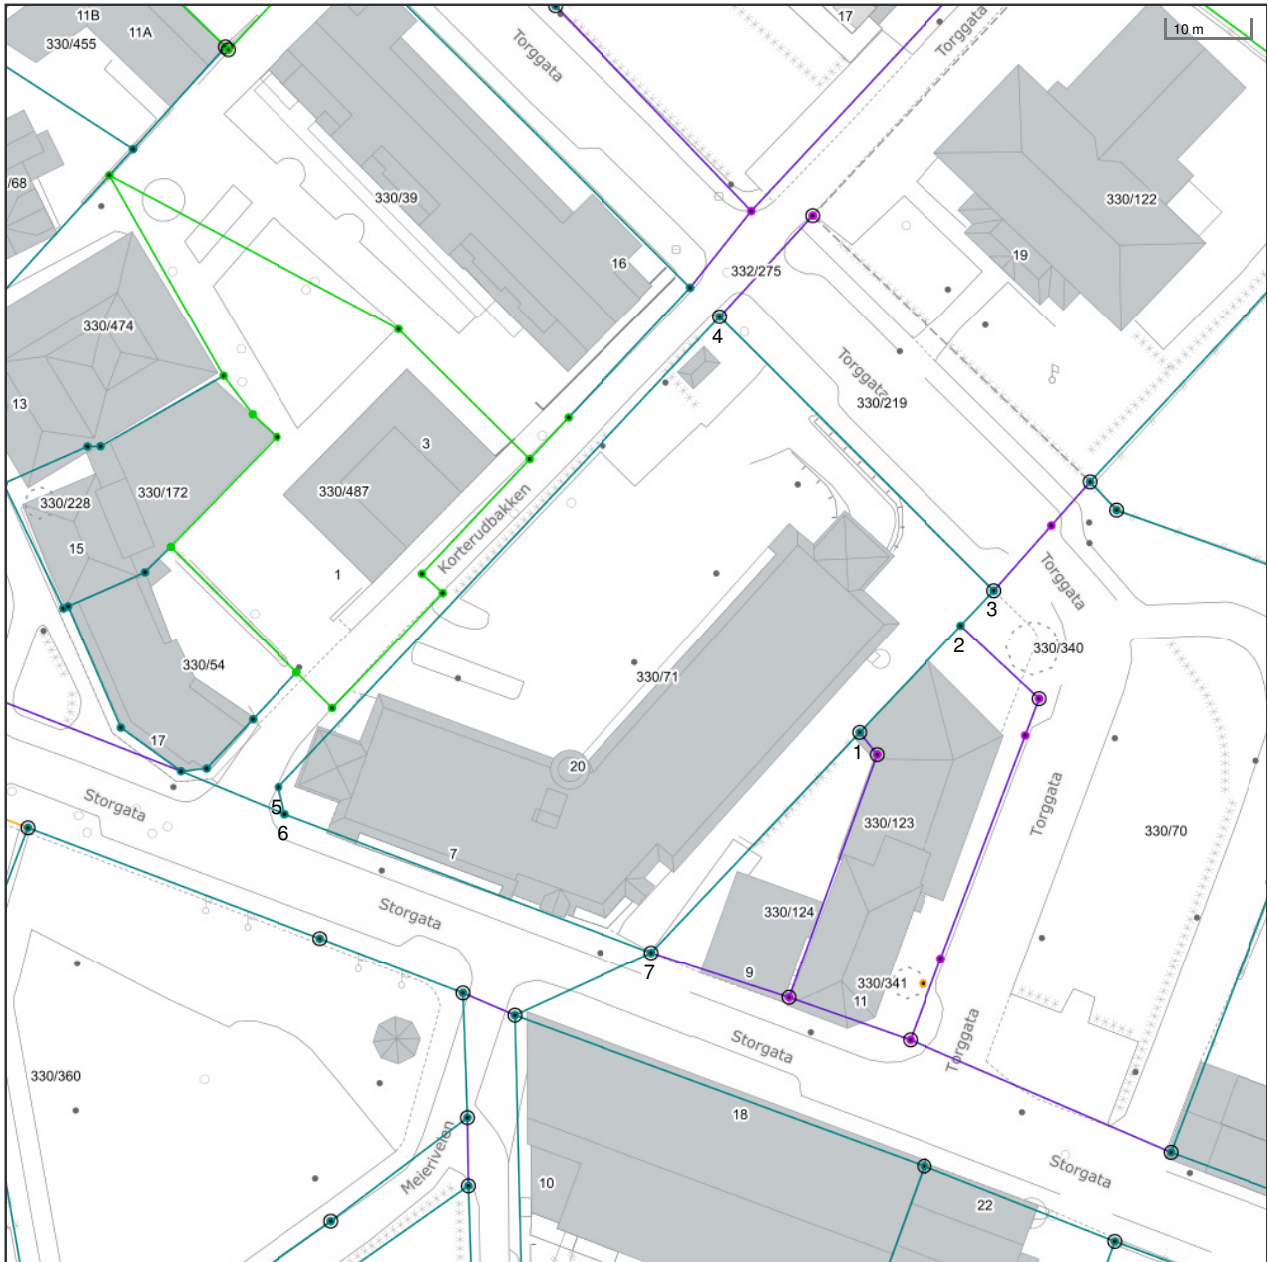 11B
11A
330/455
17
Torggata
Torggata
10 m
/68
330/39
330/122
16
332/275
19
330/474
4
Torggata
13
330/219
3
330/487
330/172
330/228
Korterudbakken
15
1
Torggata
3
2
330/340
330/54
330/71
17
1
20
5
6
Storgata
7
330/123
Torggata
330/70
Storgata
330/124
7
9
330/341
11
Storgata
Torggata
330/360
18
Meieriveien
10
Storgata
22